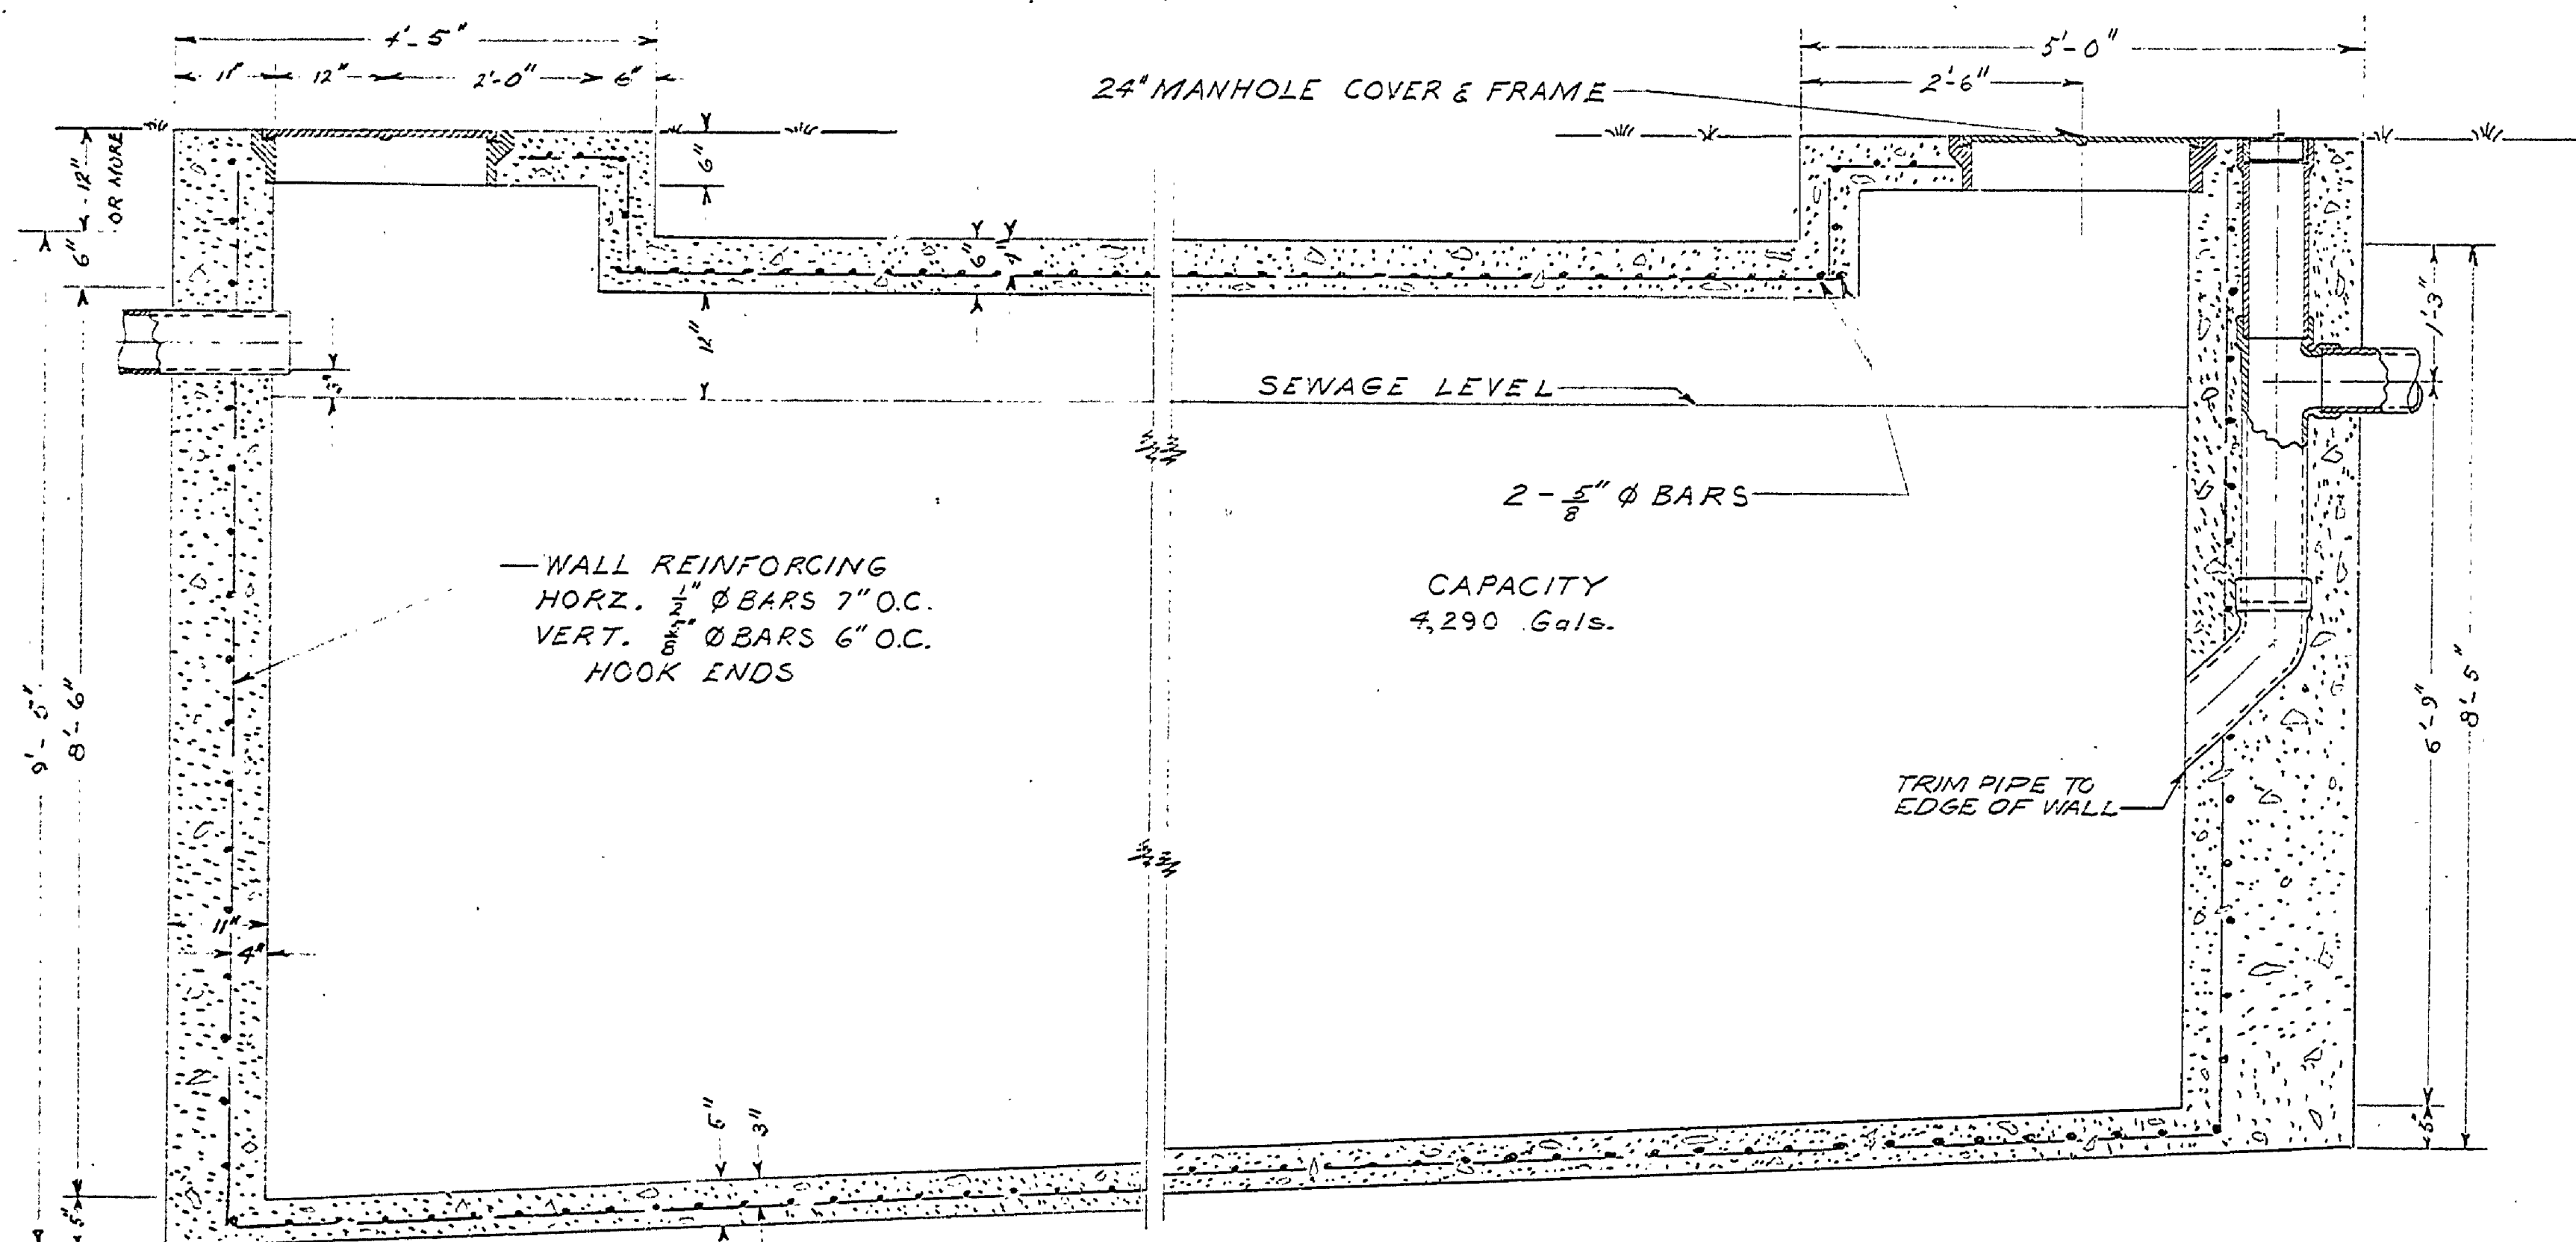 4'-5"
5'-0"
11" 12" 2'-0" 6"
2'-6"
24" MANHOLE COVER & FRAME
6"-12"
OR MORE
6"
6"
6" 4"
12"
3"
1'-3"
SEWAGE LEVEL
2 - 5/8" Ø BARS
WALL REINFORCING
HORZ. 1/2" Ø BARS 7" O.C.
VERT. Ø BARS 6" O.C.
HOOK ENDS
CAPACITY
4,290 Gals.
9'-5"
8'-6"
6'-9"
8'-5"
TRIM PIPE TO
EDGE OF WALL
11"
4"
3"
5"
5"